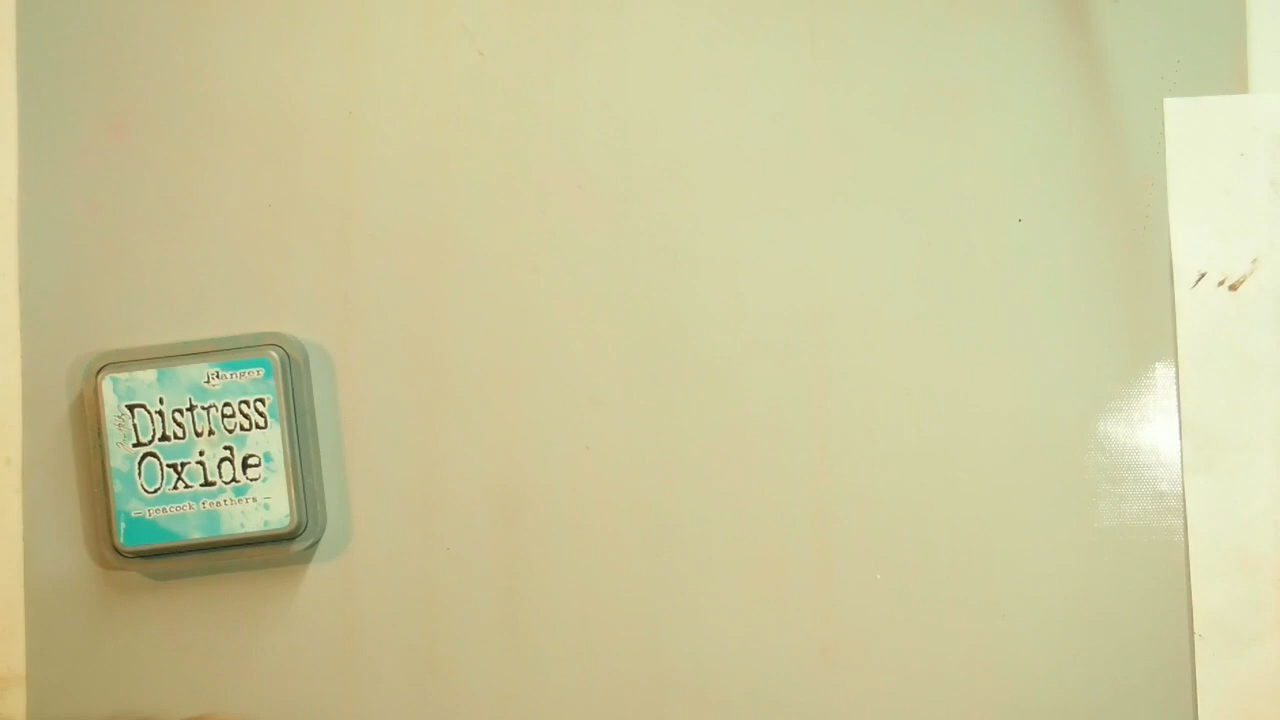 Ranger
Distress
Oxide
— peacock feathers —